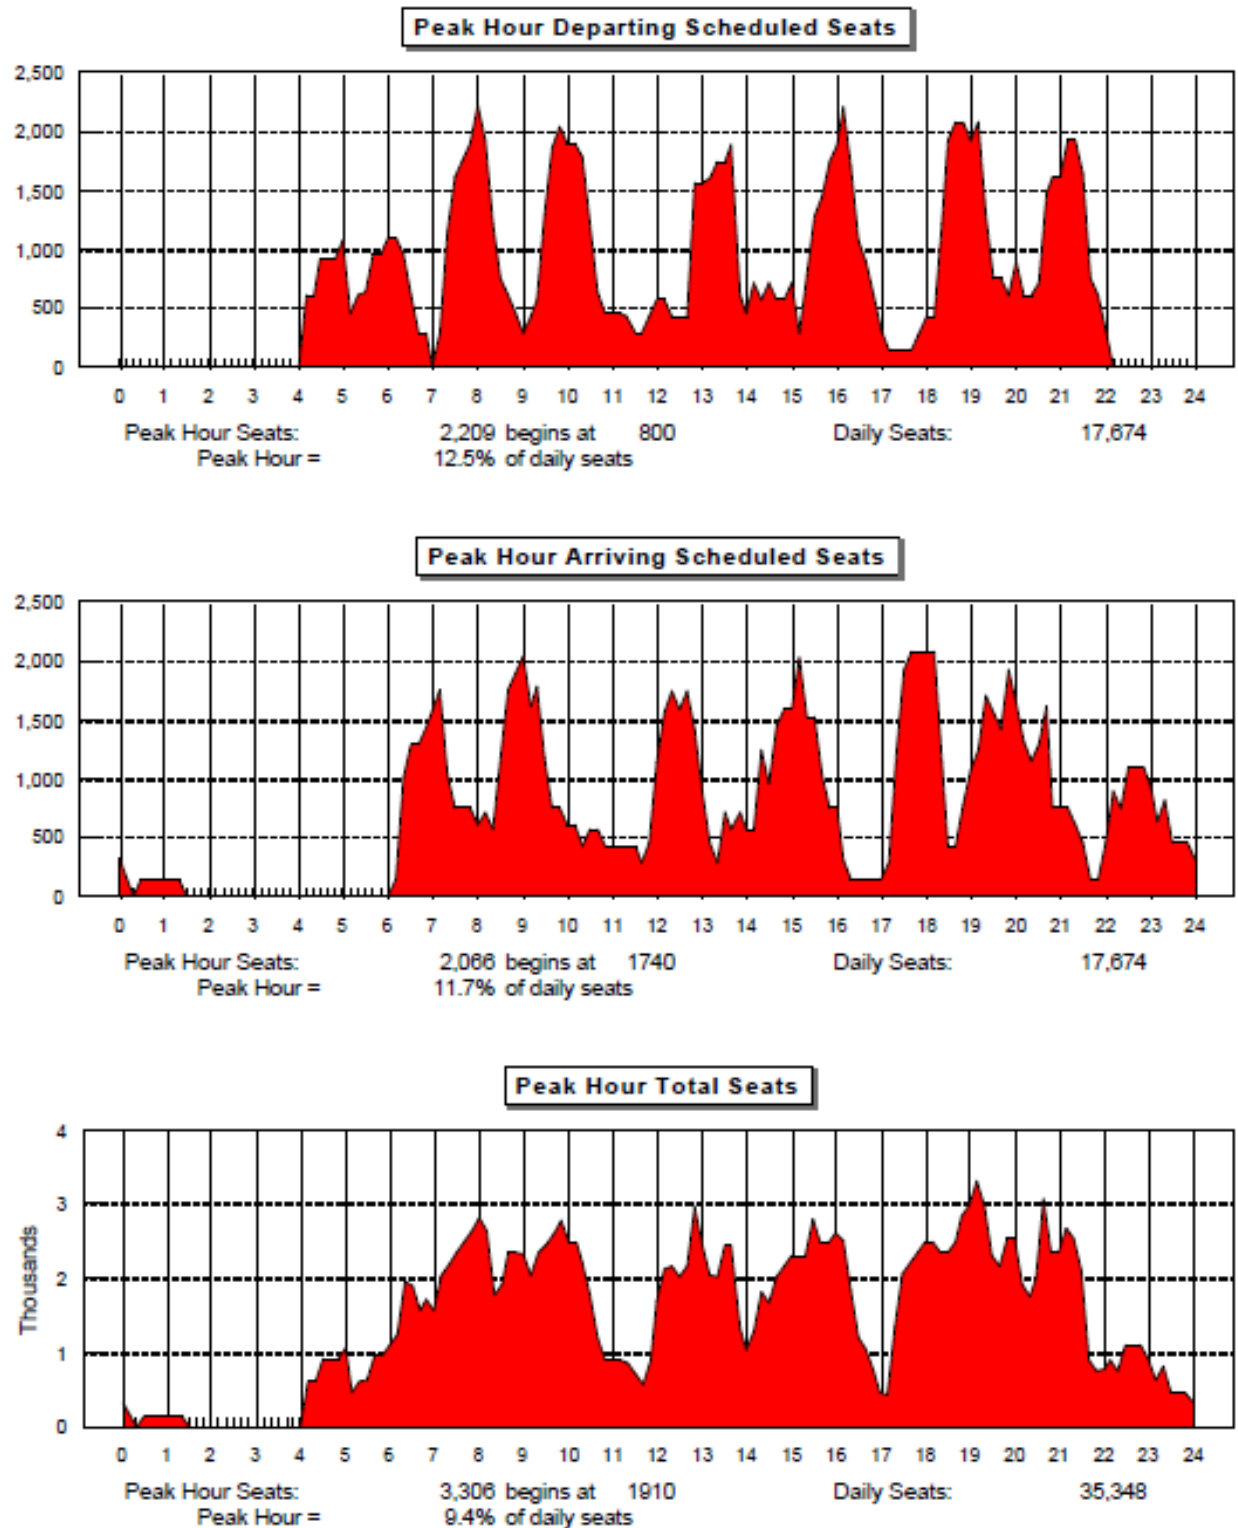 Peak Hour Departing Scheduled Seats
2,500
2,000
1,500
1,000
500
0
0 1 2 3 4 5 6 7 8 9 10 11 12 13 14 15 16 17 18 19 20 21 22 23 24
Peak Hour Seats: 2,209 begins at 800 Daily Seats: 17,674
Peak Hour = 12.5% of daily seats
Peak Hour Arriving Scheduled Seats
2,500
2,000
1,500
1,000
500
0
0 1 2 3 4 5 6 7 8 9 10 11 12 13 14 15 16 17 18 19 20 21 22 23 24
Peak Hour Seats: 2,066 begins at 1740 Daily Seats: 17,674
Peak Hour = 11.7% of daily seats
Peak Hour Total Seats
Thousands
4
3
2
1
0
0 1 2 3 4 5 6 7 8 9 10 11 12 13 14 15 16 17 18 19 20 21 22 23 24
Peak Hour Seats: 3,306 begins at 1910 Daily Seats: 35,348
Peak Hour = 9.4% of daily seats